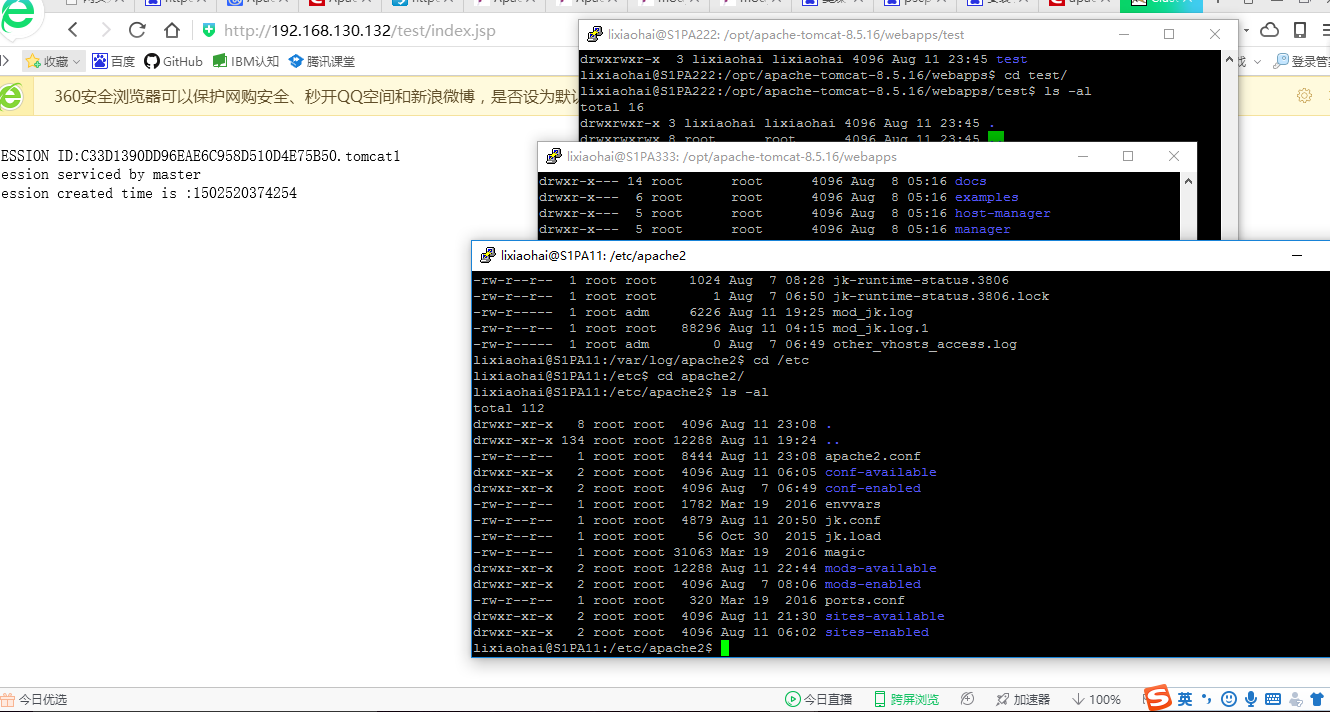 http://192.168.130.132/test/index.jsp
收藏 百度 GitHub IBM认知 腾讯课堂
登录管
360安全浏览器可以保护网购安全、秒开QQ空间和新浪微博，是否设为默
ESSION ID:C33D1390DD96EAE6C958D510D4E75B50.tomcat1
ession serviced by master
ession created time is :1502520374254
lixiaohai@S1PA222: /opt/apache-tomcat-8.5.16/webapps/test
drwxrwxr-x  3 lixiaohai lixiaohai 4096 Aug 11 23:45 test
lixiaohai@S1PA222:/opt/apache-tomcat-8.5.16/webapps$ cd test/
lixiaohai@S1PA222:/opt/apache-tomcat-8.5.16/webapps/test$ ls -al
total 16
drwxrwxr-x 3 lixiaohai lixiaohai 4096 Aug 11 23:45 .
drwxrwxrwx 8 root      root      4096 Aug 11 23:45 ..
lixiaohai@S1PA333: /opt/apache-tomcat-8.5.16/webapps
drwxr-x--- 14 root      root      4096 Aug  8 05:16 docs
drwxr-x---  6 root      root      4096 Aug  8 05:16 examples
drwxr-x---  5 root      root      4096 Aug  8 05:16 host-manager
drwxr-x---  5 root      root      4096 Aug  8 05:16 manager
lixiaohai@S1PA11: /etc/apache2
-rw-r--r--  1 root root   1024 Aug  7 08:28 jk-runtime-status.3806
-rw-r--r--  1 root root      1 Aug  7 06:50 jk-runtime-status.3806.lock
-rw-r-----  1 root adm    6226 Aug 11 19:25 mod_jk.log
-rw-r--r--  1 root root  88296 Aug 11 04:15 mod_jk.log.1
-rw-r-----  1 root adm       0 Aug  7 06:49 other_vhosts_access.log
lixiaohai@S1PA11:/var/log/apache2$ cd /etc
lixiaohai@S1PA11:/etc$ cd apache2/
lixiaohai@S1PA11:/etc/apache2$ ls -al
total 112
drwxr-xr-x   8 root root  4096 Aug 11 23:08 .
drwxr-xr-x 134 root root 12288 Aug 11 19:24 ..
-rw-r--r--   1 root root  8444 Aug 11 23:08 apache2.conf
drwxr-xr-x   2 root root  4096 Aug 11 06:05 conf-available
drwxr-xr-x   2 root root  4096 Aug  7 06:49 conf-enabled
-rw-r--r--   1 root root  1782 Mar 19  2016 envvars
-rw-r--r--   1 root root  4879 Aug 11 20:50 jk.conf
-rw-r--r--   1 root root    56 Oct 30  2015 jk.load
-rw-r--r--   1 root root 31063 Mar 19  2016 magic
drwxr-xr-x   2 root root 12288 Aug 11 22:44 mods-available
drwxr-xr-x   2 root root  4096 Aug  7 08:06 mods-enabled
-rw-r--r--   1 root root   320 Mar 19  2016 ports.conf
drwxr-xr-x   2 root root  4096 Aug 11 21:30 sites-available
drwxr-xr-x   2 root root  4096 Aug 11 06:02 sites-enabled
lixiaohai@S1PA11:/etc/apache2$
今日优选 今日直播 跨屏浏览 加速器 100% 英